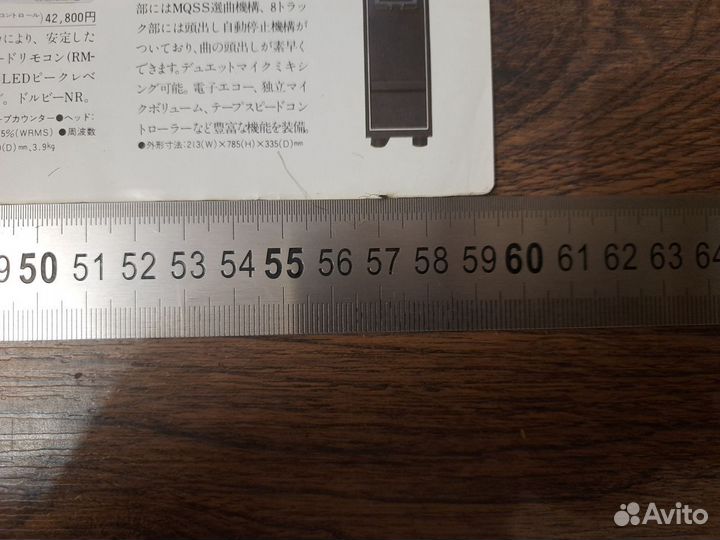 コントロール) 42,800円
により、安定した
ードリモコン(RM-
LEDピークレベ
。ドルビーNR。
ープカウンター●ヘッド:
5%(WRMS)●周波数
(D)mm、3.9kg
部にはMQSS選曲機構、8トラッ
ク部には頭出し自動停止機構が
ついており、曲の頭出しが素早く
できます。デュエットマイクミキシ
ング可能。電子エコー、独立マイ
クボリューム、テープスピードコン
トローラーなど豊富な機能を装備。
●外形寸法:213(W)×785(H)×335(D)mm
9 50 51 52 53 54 55 56 57 58 59 60 61 62 63 64
Avito